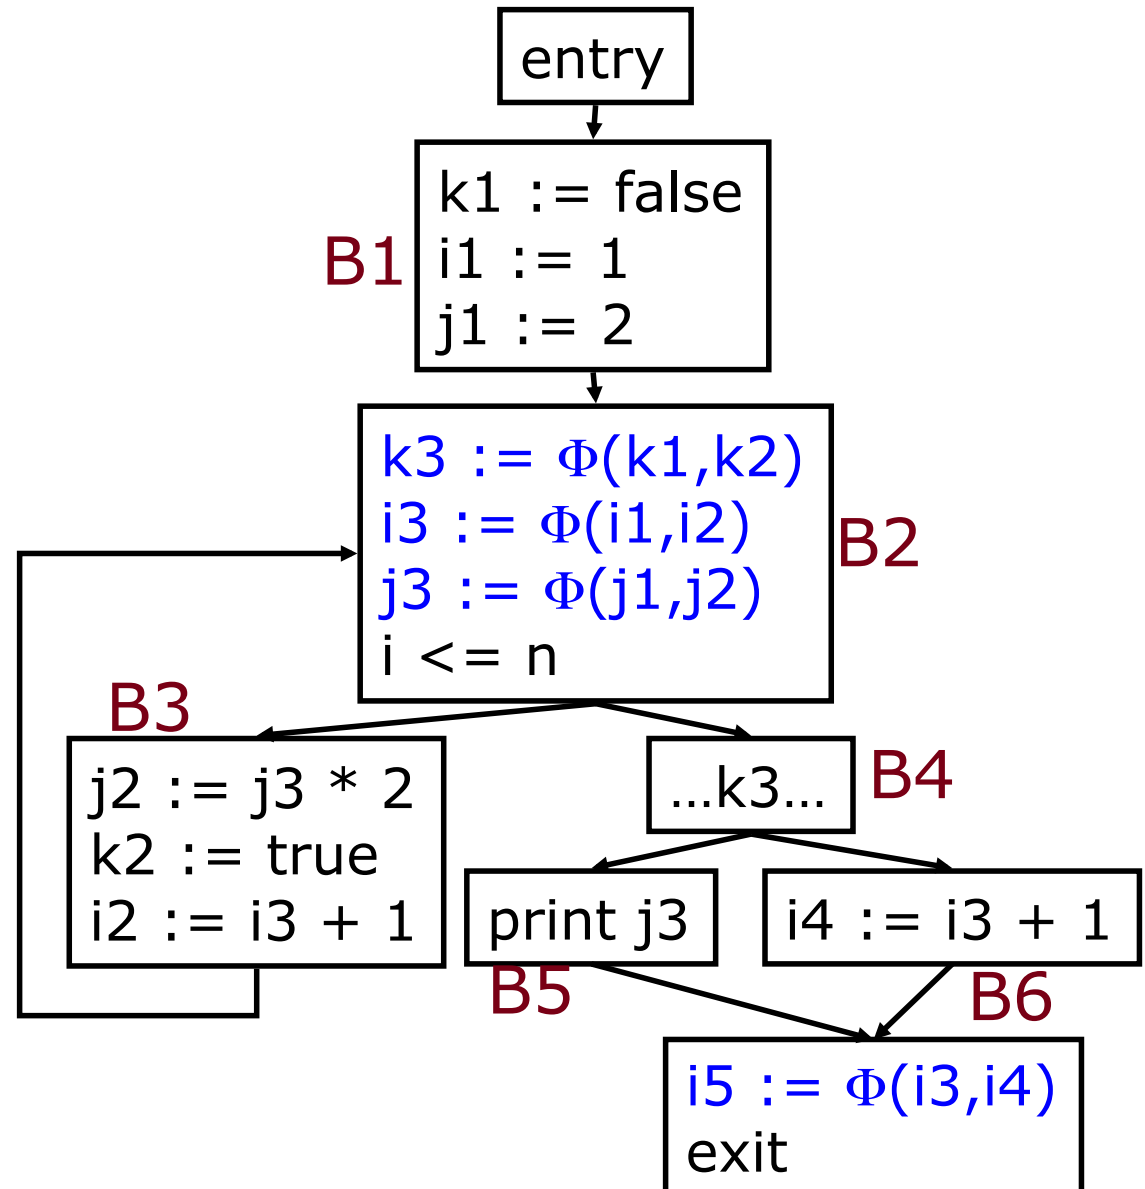 entry
B1
k1 := false
i1 := 1
j1 := 2
k3 := Φ(k1,k2)
i3 := Φ(i1,i2)
j3 := Φ(j1,j2)
i <= n
B2
B3
j2 := j3 * 2
k2 := true
i2 := i3 + 1
...k3...
B4
print j3
B5
i4 := i3 + 1
B6
i5 := Φ(i3,i4)
exit